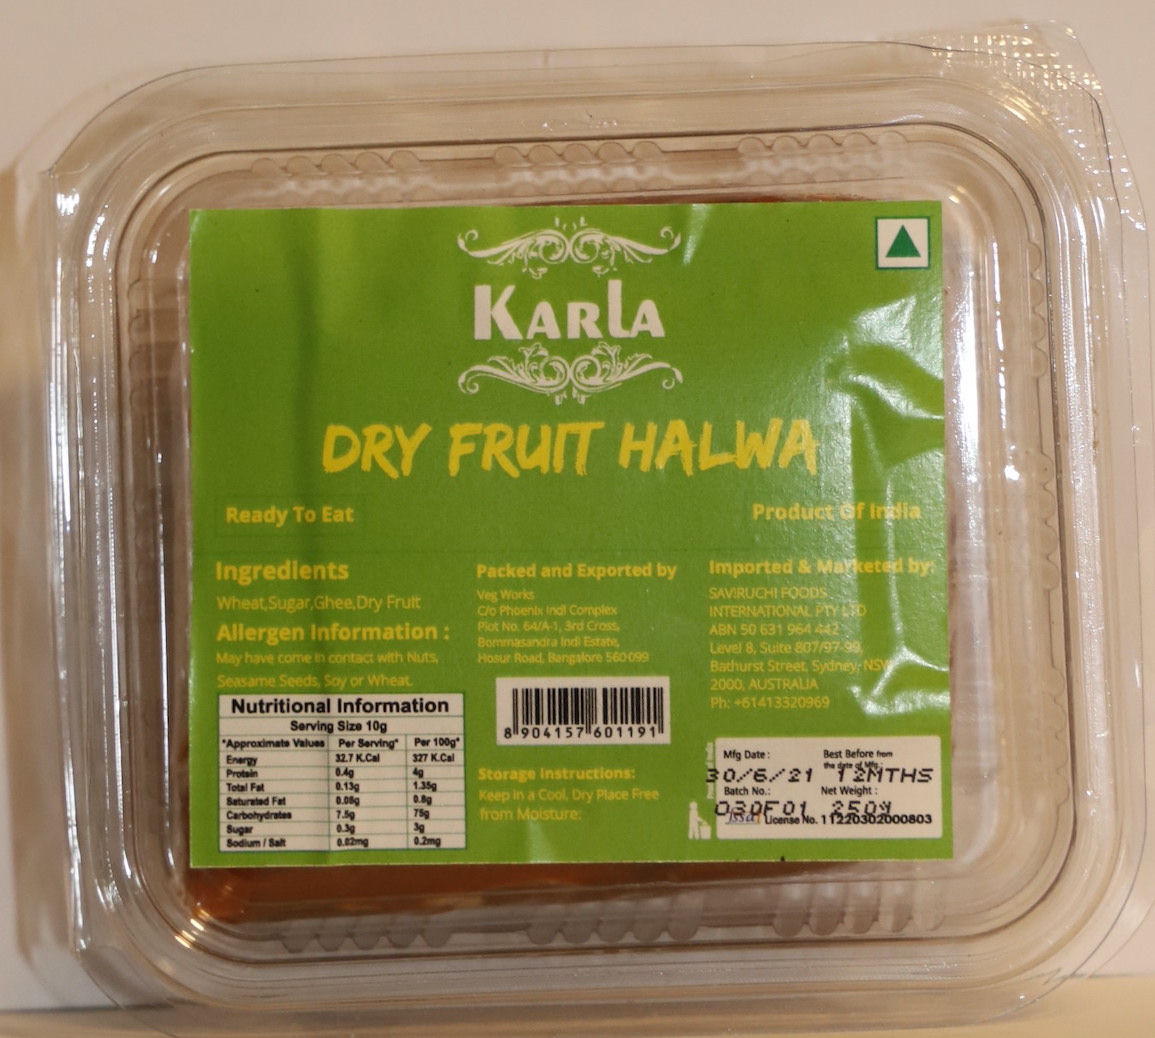 KARLA
DRY FRUIT HALWA
Ready To Eat
Product Of India
Ingredients
Wheat,Sugar,Ghee,Dry Fruit
Allergen Information :
May have come in contact with Nuts,
Seasame Seeds, Soy or Wheat.
Nutritional Information
Serving Size 10g
*Approximate Values Per Serving* Per 100g*
Energy 32.7 K.Cal 327 K.Cal
Protein 0.4g 4g
Total Fat 0.13g 1.35g
Saturated Fat 0.08g 0.8g
Carbohydrates 7.5g 75g
Sugar 0.3g 3g
Sodium / Salt 0.02mg 0.2mg
Packed and Exported by
Veg Works
C/o Phoenix Indl Complex
Plot No. 64/A-1, 3rd Cross,
Bommasandra Indl Estate,
Hosur Road, Bangalore 560 099
8 904157 601191
Storage Instructions:
Keep in a Cool, Dry Place Free
from Moisture:
Imported & Marketed by:
SAVIRUCHI FOODS
INTERNATIONAL PTY LTD
ABN 50 631 964 442
Level 8, Suite 807/97-99,
Bathurst Street, Sydney, NSW
2000, AUSTRALIA
Ph: +61413320969
Mfg Date : Best Before from
the date of Mfg :
30/6/21 12MTHS
Batch No.: Net Weight :
030F01 250g
fssai License No. 11220302000803